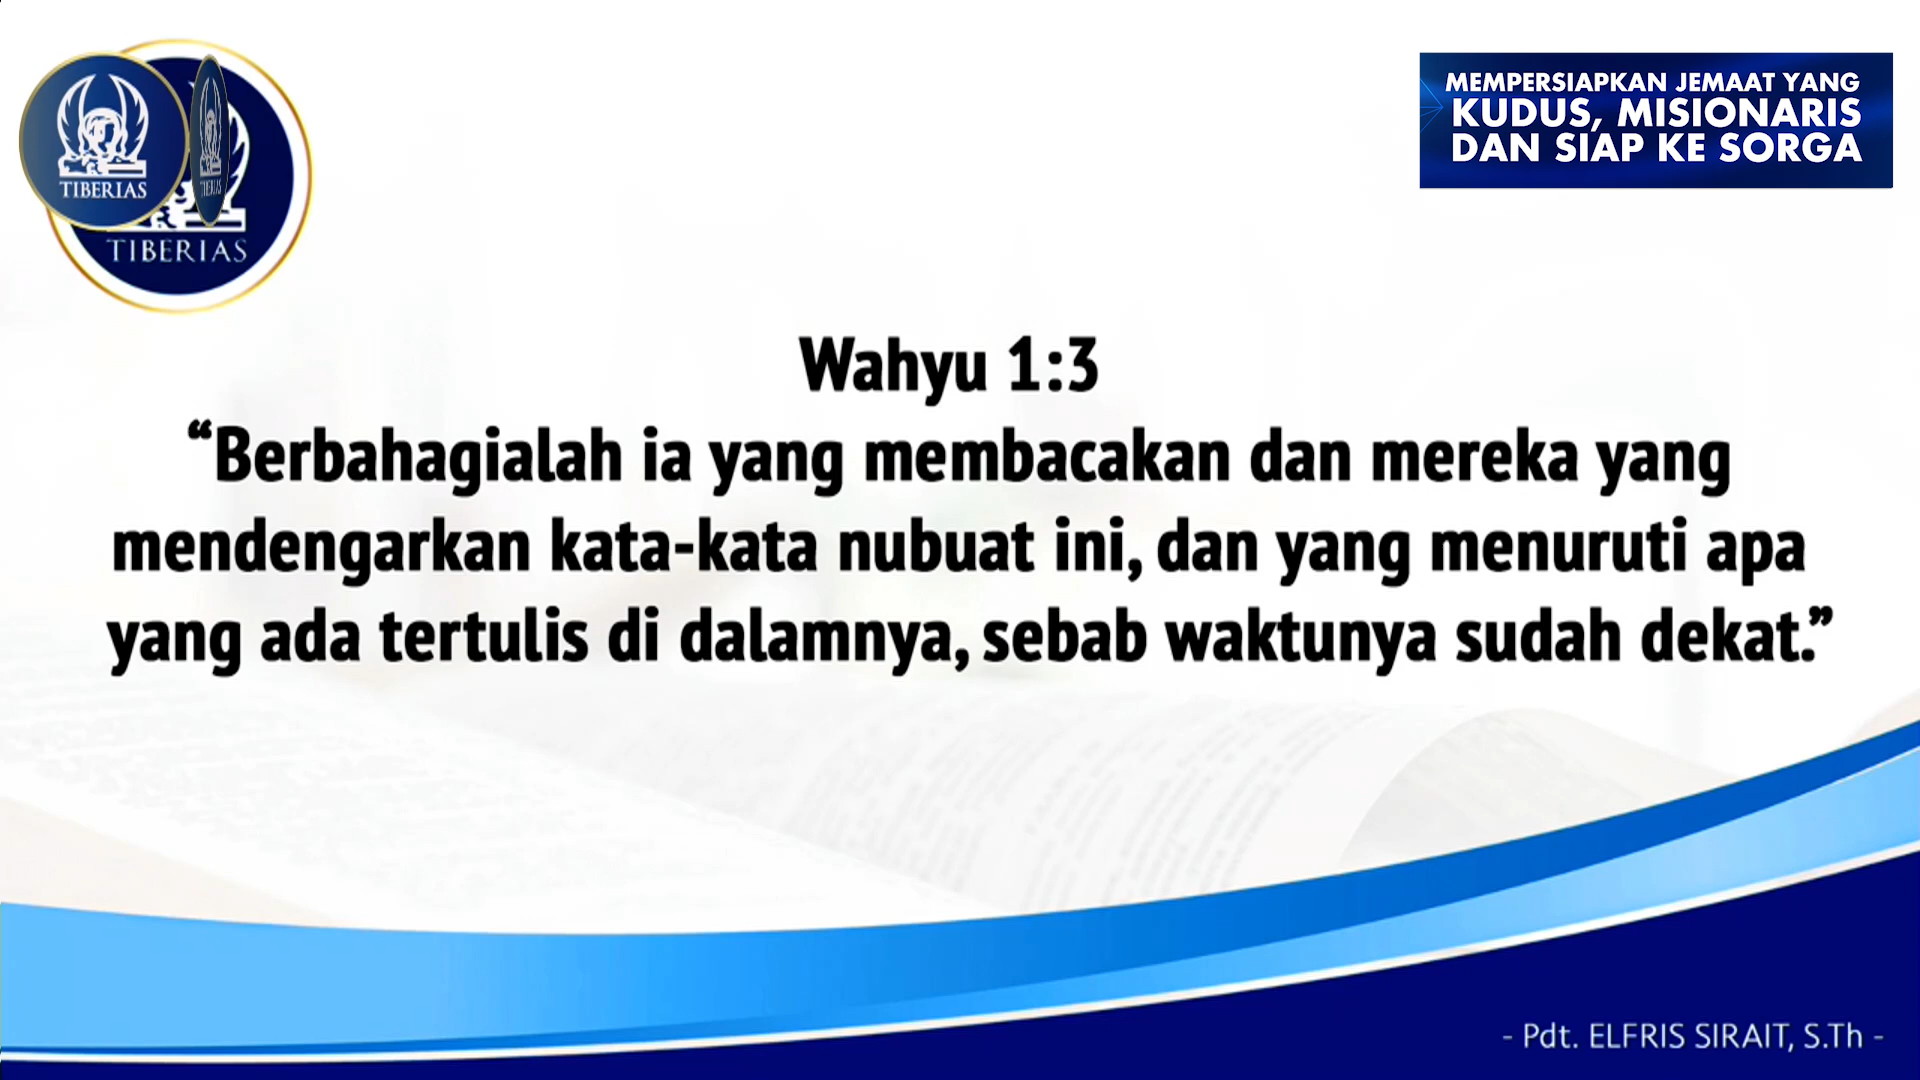 TIBERIAS
TIBERIAS
TIBERIAS
MEMPERSIAPKAN JEMAAT YANG
KUDUS, MISIONARIS
DAN SIAP KE SORGA
Wahyu 1:3
“Berbahagialah ia yang membacakan dan mereka yang
mendengarkan kata-kata nubuat ini, dan yang menuruti apa
yang ada tertulis di dalamnya, sebab waktunya sudah dekat.”
- Pdt. ELFRIS SIRAIT, S.Th -